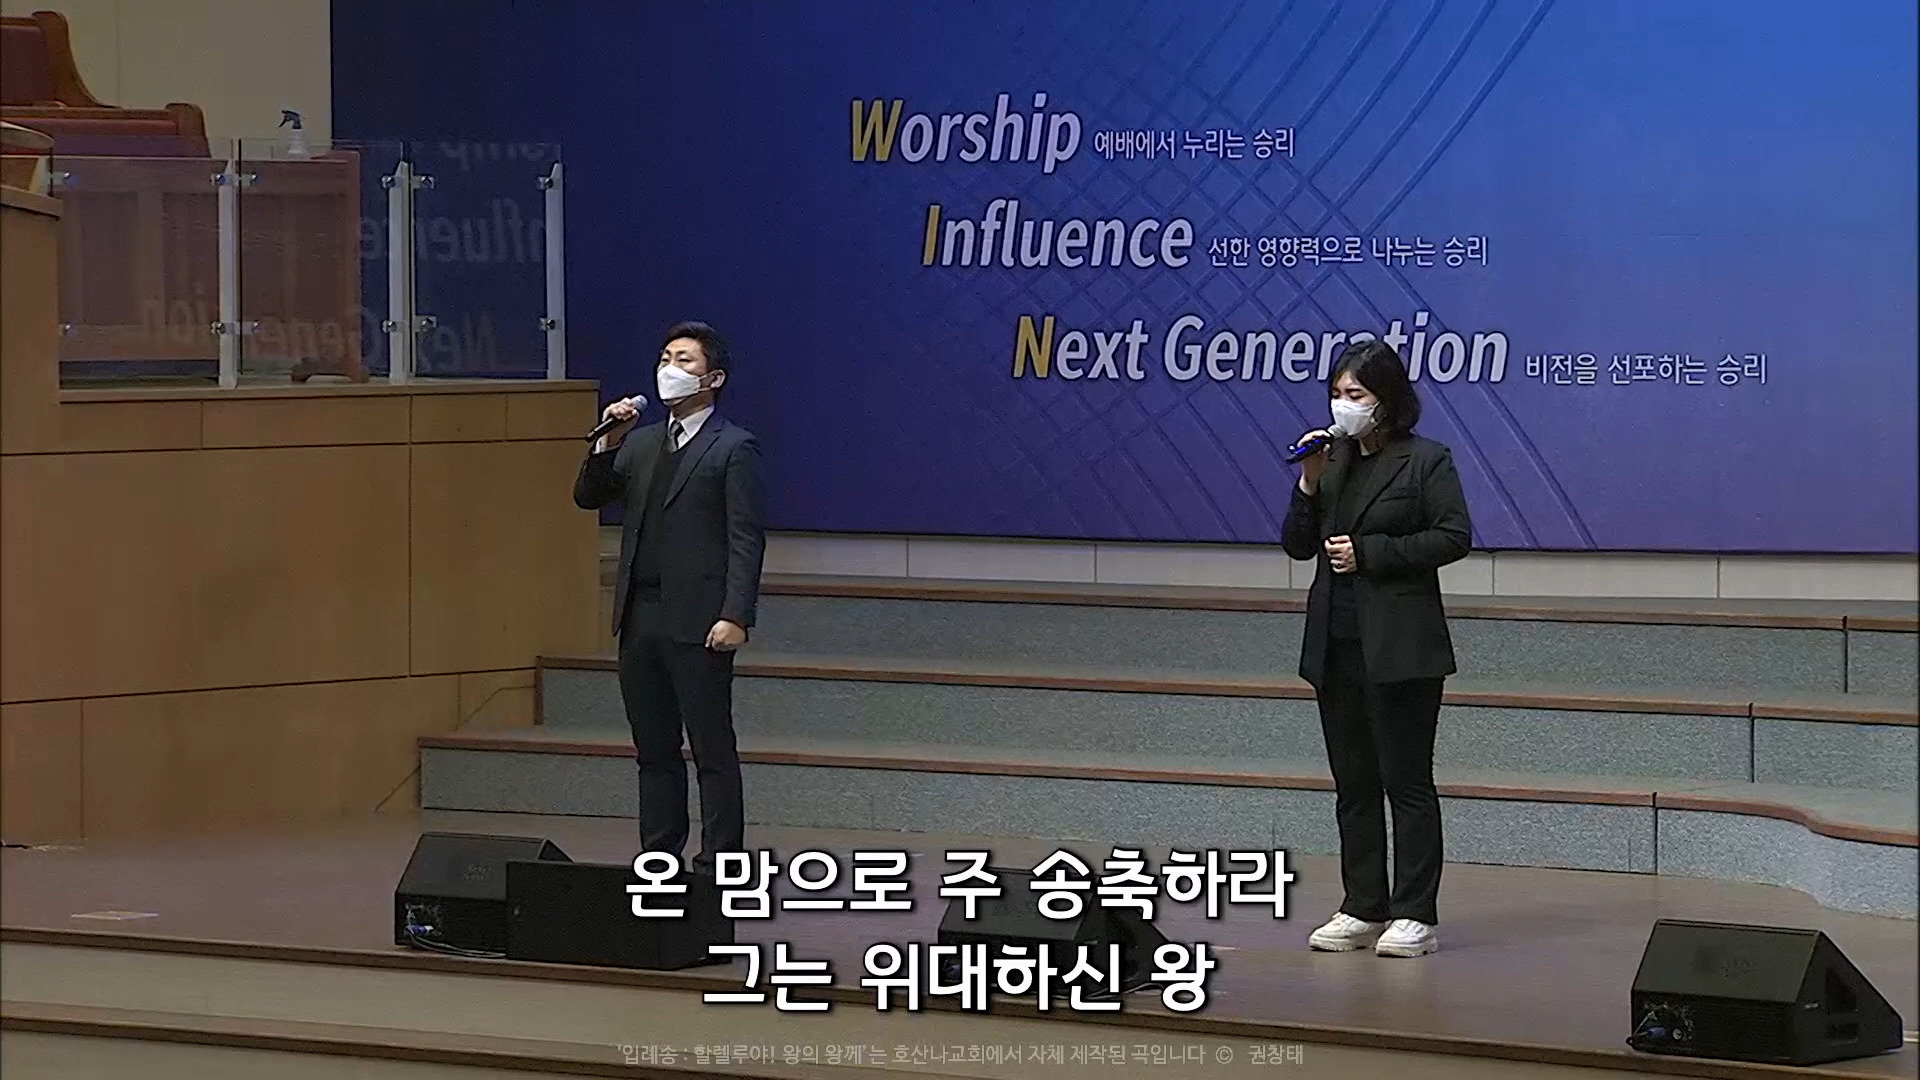 Worship 예배에서 누리는 승리
Influence 선한 영향력으로 나누는 승리
Next Generation 비전을 선포하는 승리
온 맘으로 주 송축하라
그는 위대하신 왕
'입례송 : 할렐루야! 왕의 왕께'는 호산나교회에서 자체 제작된 곡입니다 © 권창태